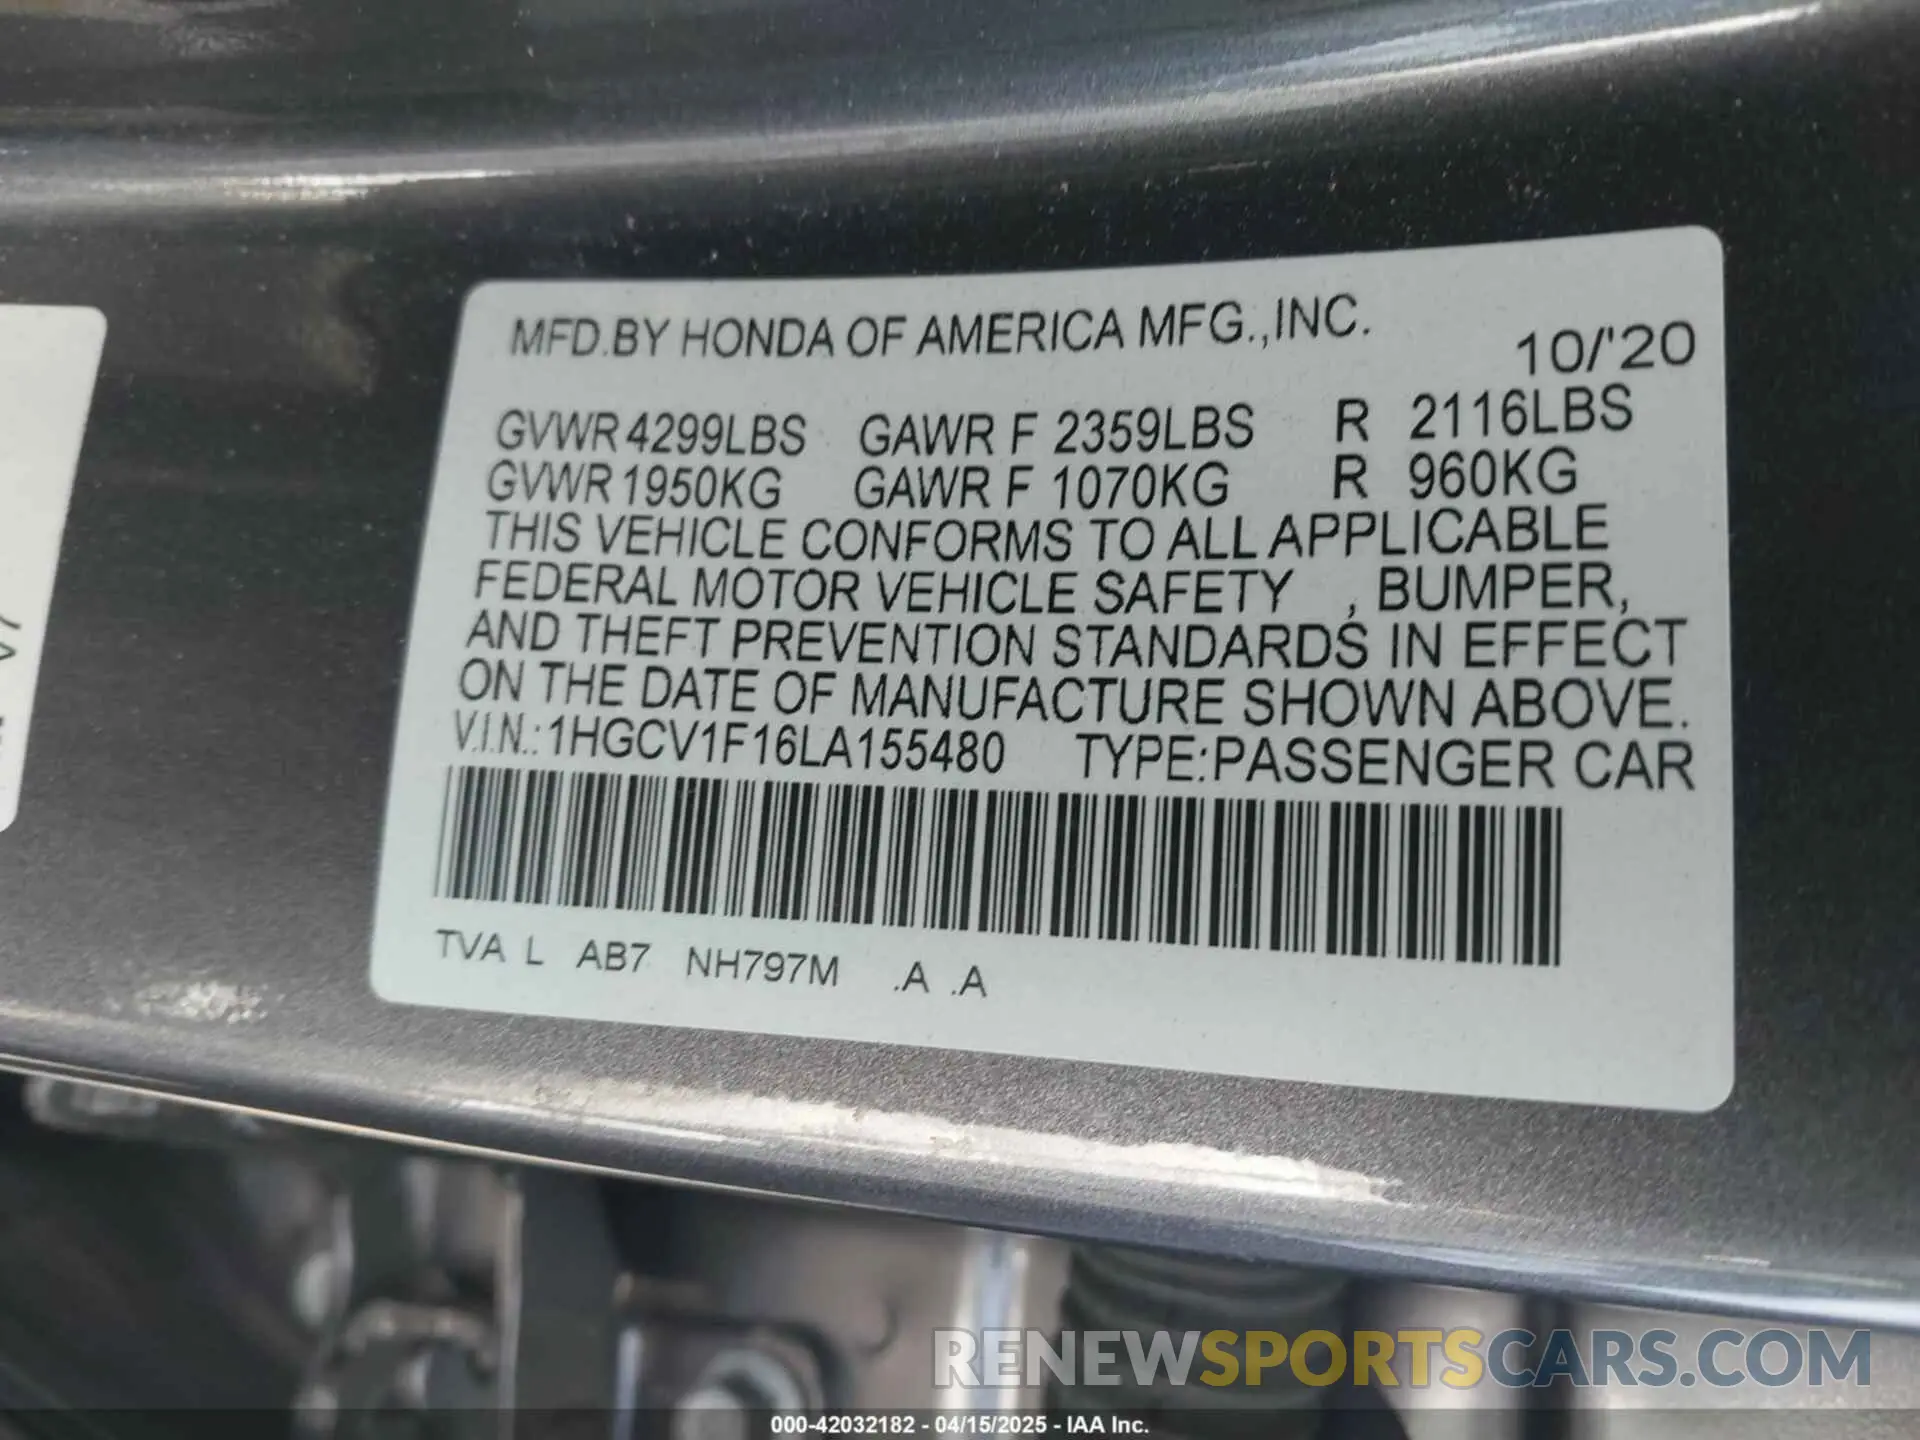 MFD.BY HONDA OF AMERICA MFG.,INC.
10/'20
GVWR 4299LBS GAWR F 2359LBS R 2116LBS
GVWR 1950KG GAWR F 1070KG R 960KG
THIS VEHICLE CONFORMS TO ALL APPLICABLE
FEDERAL MOTOR VEHICLE SAFETY , BUMPER,
AND THEFT PREVENTION STANDARDS IN EFFECT
ON THE DATE OF MANUFACTURE SHOWN ABOVE.
V.I.N.:1HGCV1F16LA155480 TYPE:PASSENGER CAR
TVA L AB7 NH797M .A .A
RENEWSPORTSCARS.COM
000-42032182 - 04/15/2025 - IAA Inc.